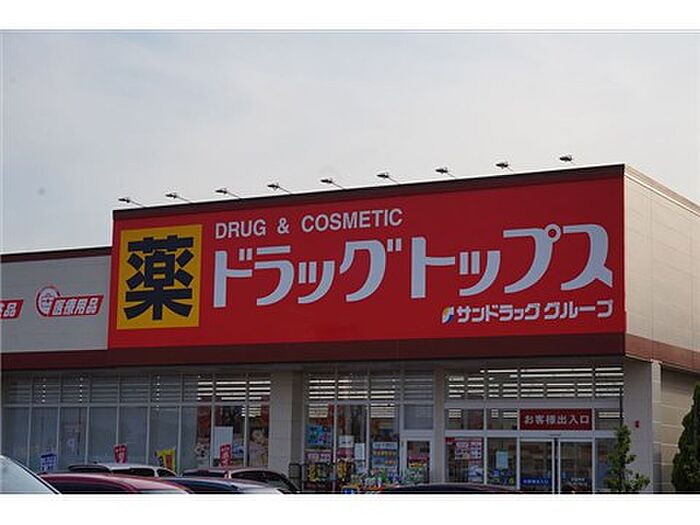 DRUG & COSMETIC
薬
ドラッグトップス
サンドラッググループ
医療用品
お客様出入口